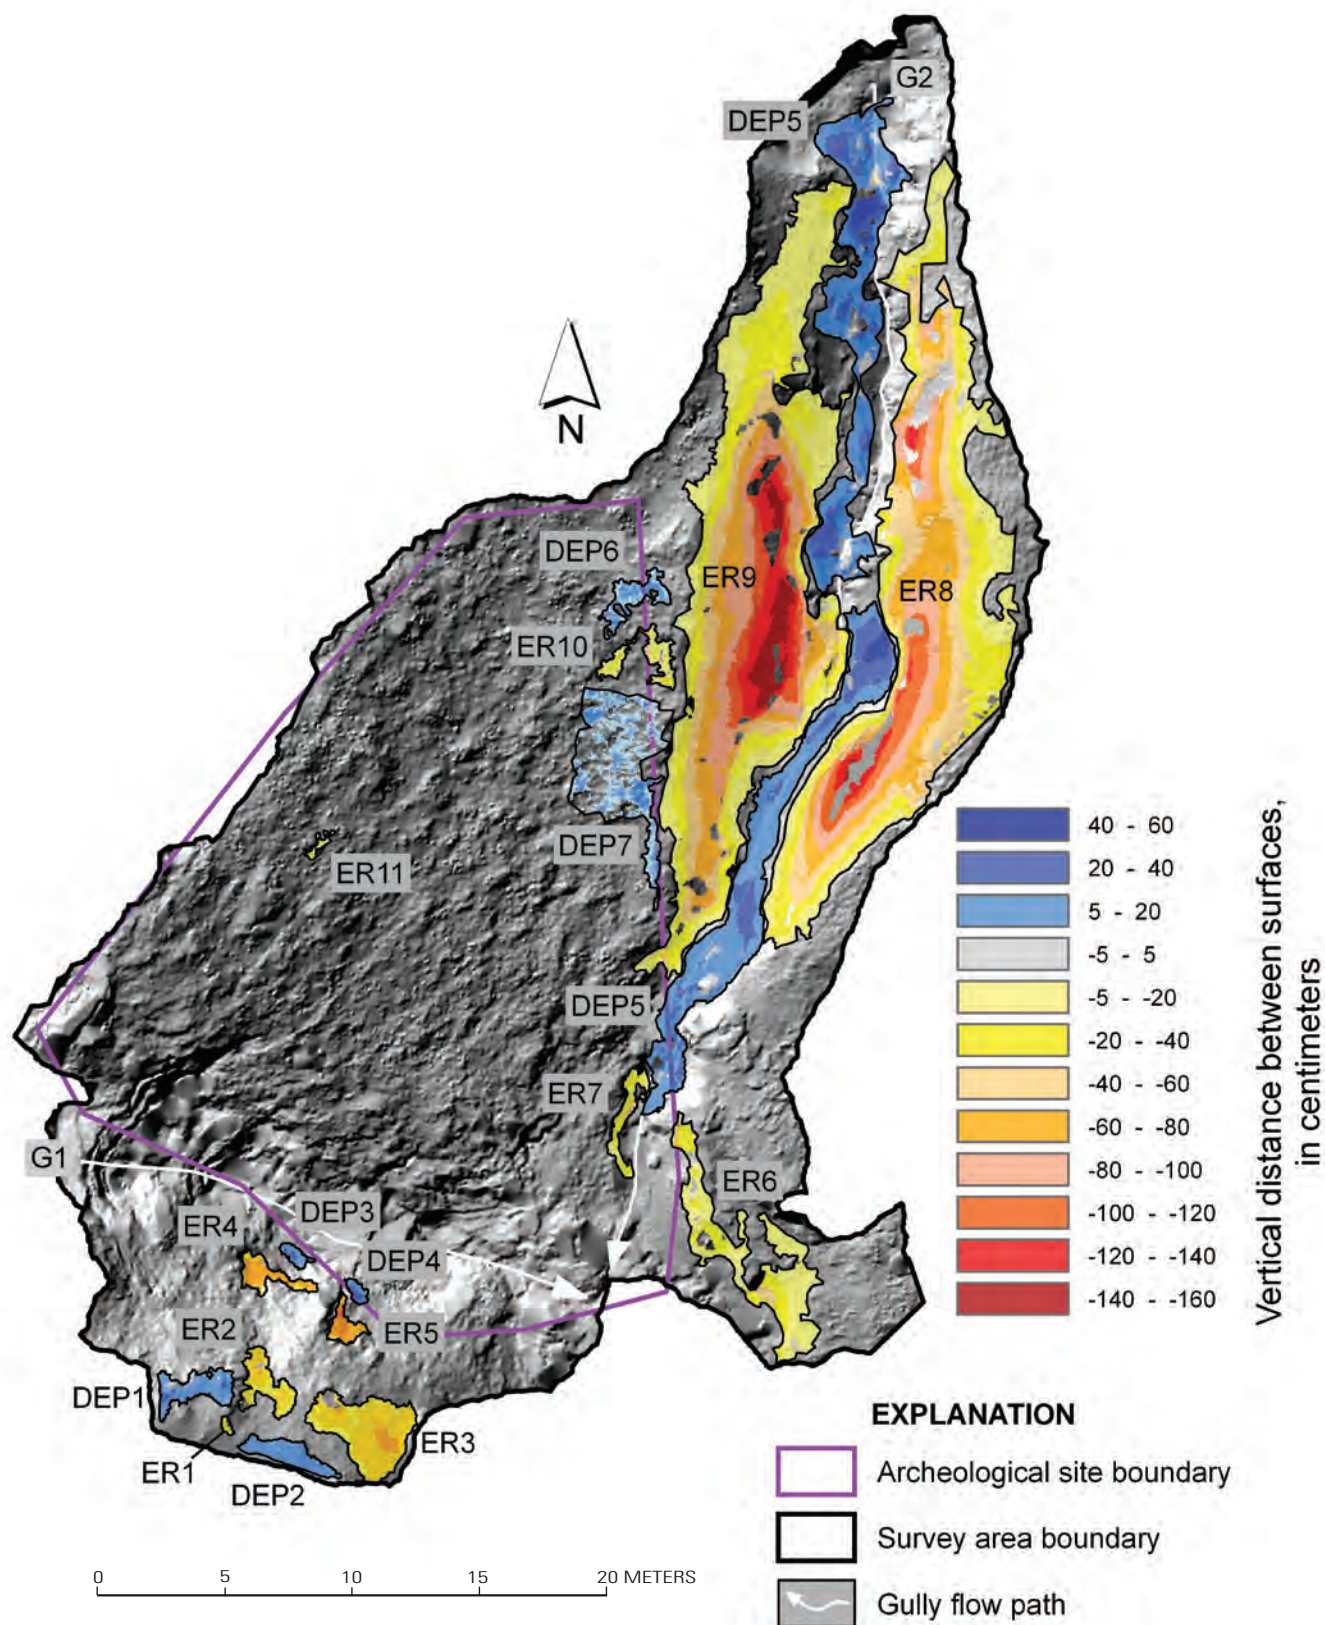 G2
DEP5
N
DEP6
ER9
ER8
ER10
DEP7
ER11
DEP5
ER7
G1
ER6
ER4
DEP3
DEP4
ER2
ER5
DEP1
ER3
ER1
DEP2
40 - 60
20 - 40
5 - 20
-5 - 5
-5 - -20
-20 - -40
-40 - -60
-60 - -80
-80 - -100
-100 - -120
-120 - -140
-140 - -160
Vertical distance between surfaces,
in centimeters
EXPLANATION
Archeological site boundary
Survey area boundary
Gully flow path
0 5 10 15 20 METERS